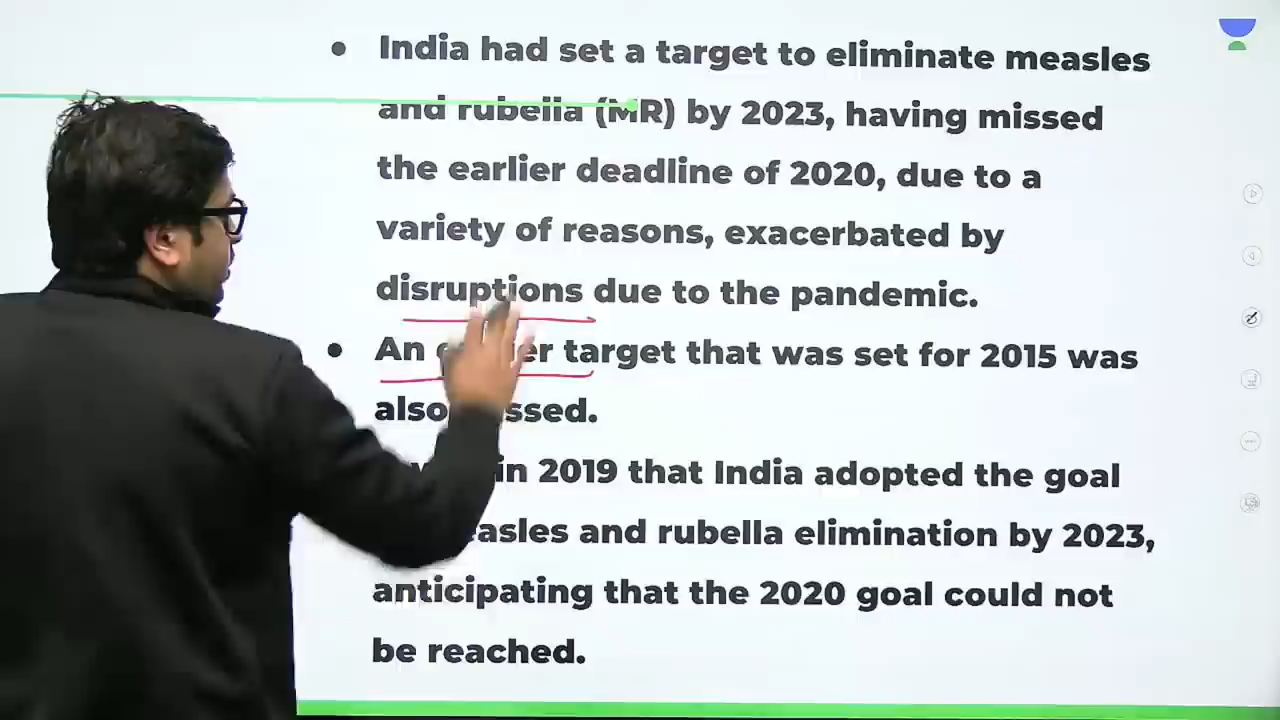 • India had set a target to eliminate measles
and rubella (MR) by 2023, having missed
the earlier deadline of 2020, due to a
variety of reasons, exacerbated by
disruptions due to the pandemic.
• An target that was set for 2015 was
also missed.
in 2019 that India adopted the goal
measles and rubella elimination by 2023,
anticipating that the 2020 goal could not
be reached.